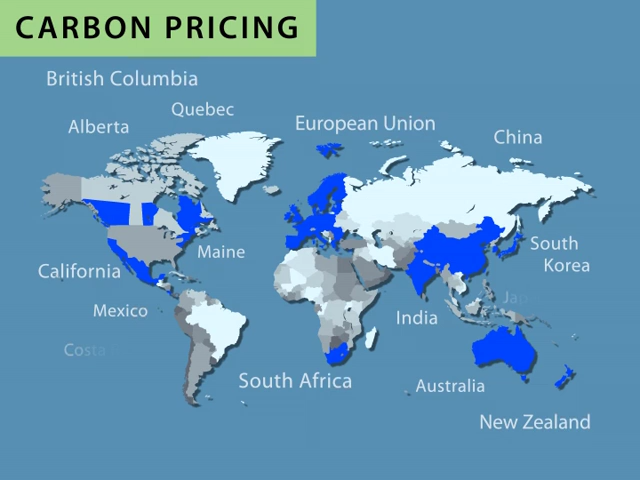 CARBON PRICING
British Columbia
Quebec
Alberta
European Union
China
Maine
South
Korea
California
Mexico
India
Costa
South Africa
Australia
New Zealand